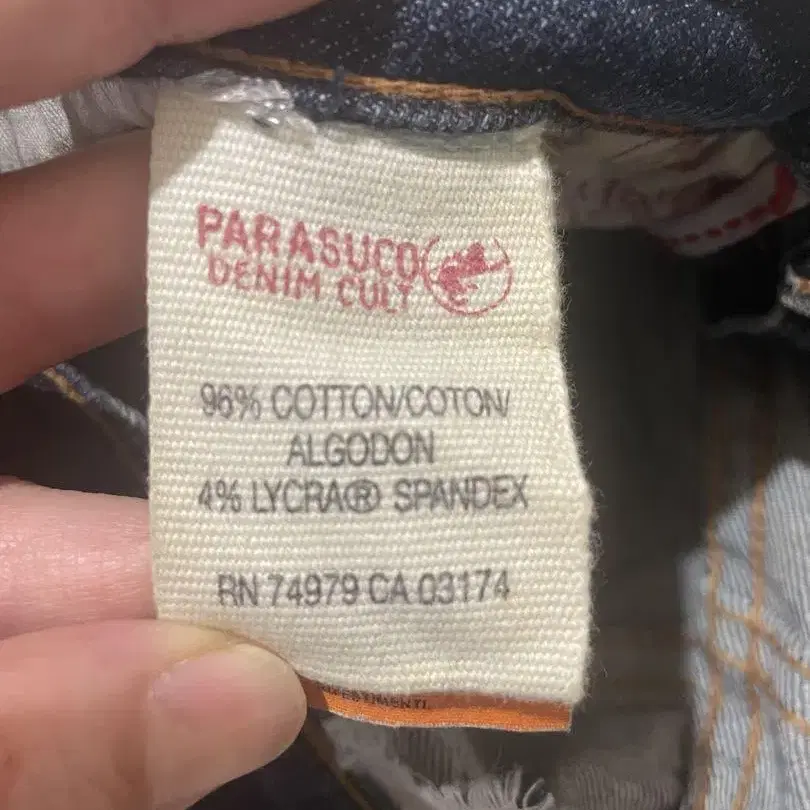 PARASUCO
DENIM CULT
96% COTTON/COTON/
ALGODON
4% LYCRA® SPANDEX
RN 74979 CA 03174